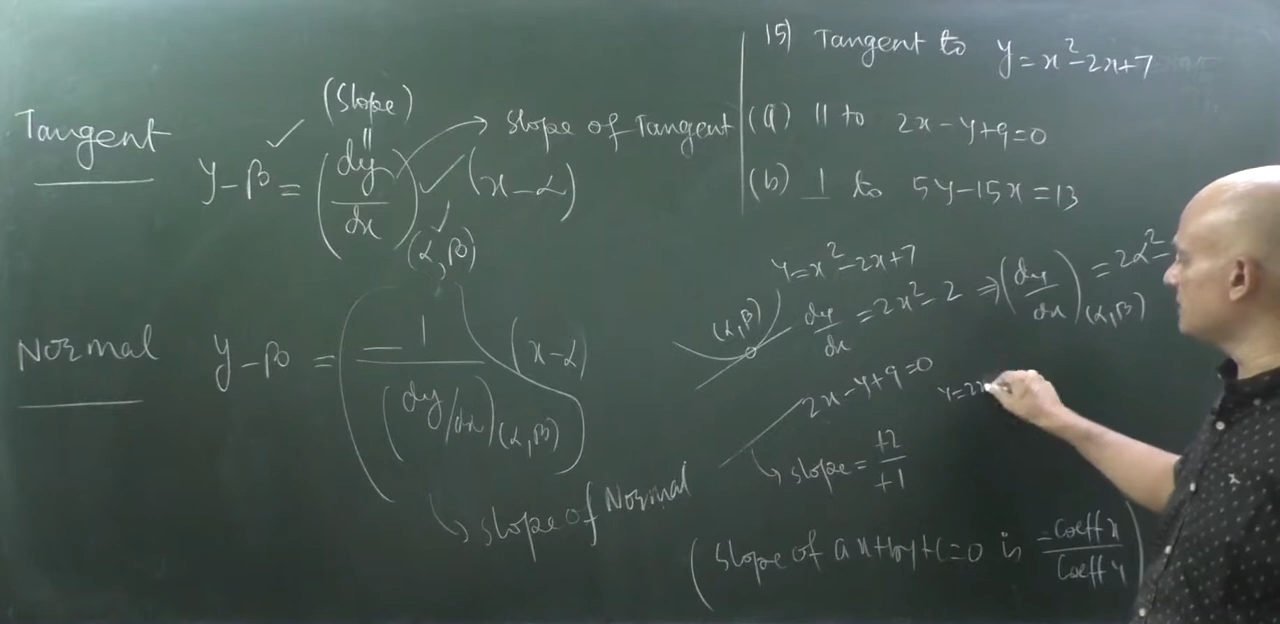 Tangent
(Slope)
||
y-β = (dy/dx)(α,β) (x-α)
Slope of Tangent
Normal
y-β = (-1/(dy/dx)(α,β)) (x-α)
slope of Normal
15) Tangent to y=x²-2x+7
(a) || to 2x-y+9=0
(b) ⊥ to 5y-15x=13
y=x²-2x+7
(α,β)
dy/dx = 2x²-2 ⇒ (dy/dx)(α,β) = 2α²-
2x-y+9=0
y=2x
slope = +2/+1
(Slope of ax+by+c=0 is -coeff x/coeff y)